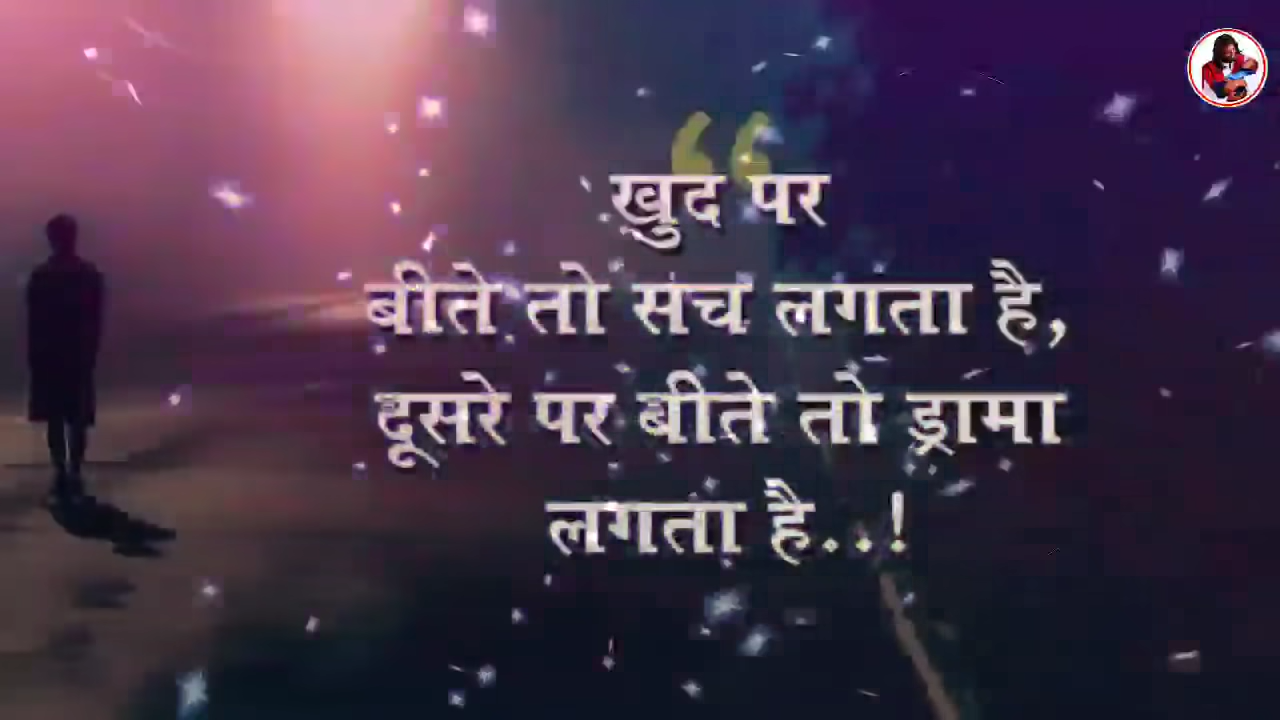 “
खुद पर
बीते तो सच लगता है,
दूसरे पर बीते तो ड्रामा
लगता है..!